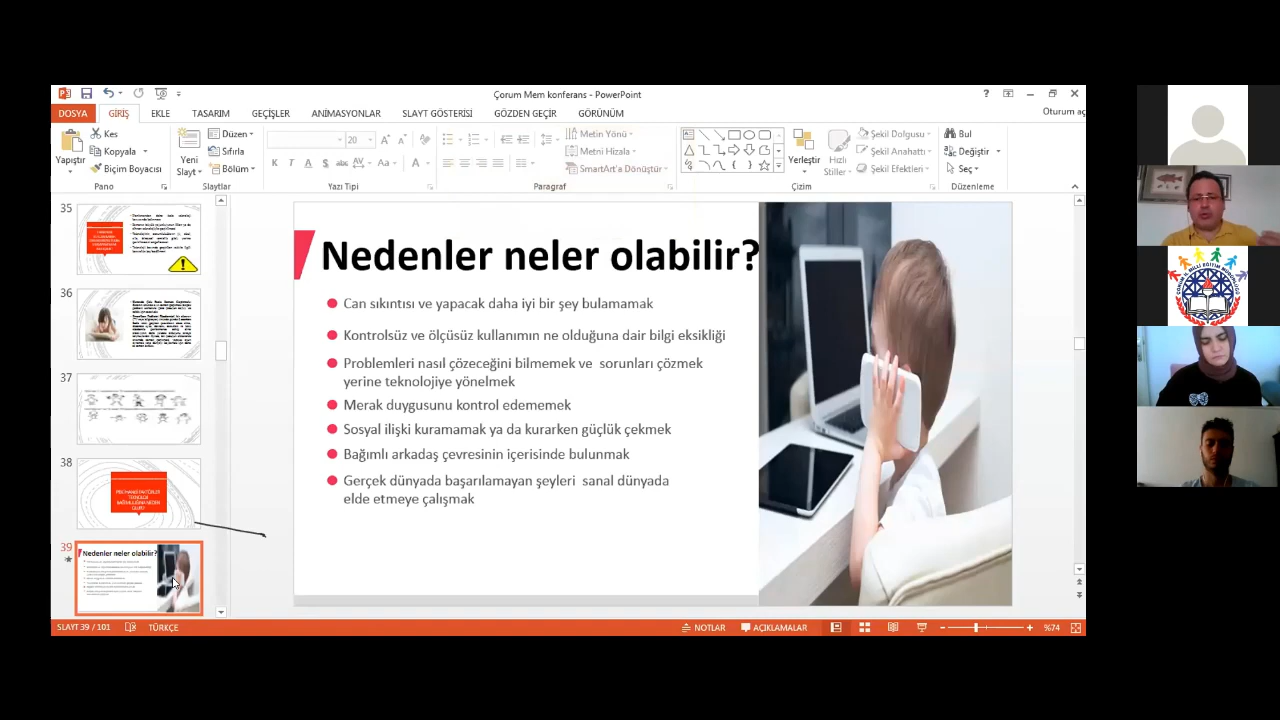 Çorum Mem konferans - PowerPoint
DOSYA GİRİŞ EKLE TASARIM GEÇİŞLER ANİMASYONLAR SLAYT GÖSTERİSİ GÖZDEN GEÇİR GÖRÜNÜM Oturum aç
Yapıştır
Kes
Kopyala
Biçim Boyacısı
Pano
Yeni Slayt
Düzen
Sıfırla
Bölüm
Slaytlar
20
Yazı Tipi
Metin Yönü
Metni Hizala
SmartArt'a Dönüştür
Paragraf
Yerleştir
Hızlı Stiller
Şekil Dolgusu
Şekil Anahattı
Şekil Efektleri
Çizim
Bul
Değiştir
Seç
Düzenleme
35
36
37
38
39
Nedenler neler olabilir?
Nedenler neler olabilir?
Can sıkıntısı ve yapacak daha iyi bir şey bulamamak
Kontrolsüz ve ölçüsüz kullanımın ne olduğuna dair bilgi eksikliği
Problemleri nasıl çözeceğini bilmemek ve sorunları çözmek
yerine teknolojiye yönelmek
Merak duygusunu kontrol edememek
Sosyal ilişki kuramamak ya da kurarken güçlük çekmek
Bağımlı arkadaş çevresinin içerisinde bulunmak
Gerçek dünyada başarılamayan şeyleri sanal dünyada
elde etmeye çalışmak
SLAYT 39 / 101 TÜRKÇE NOTLAR AÇIKLAMALAR %74